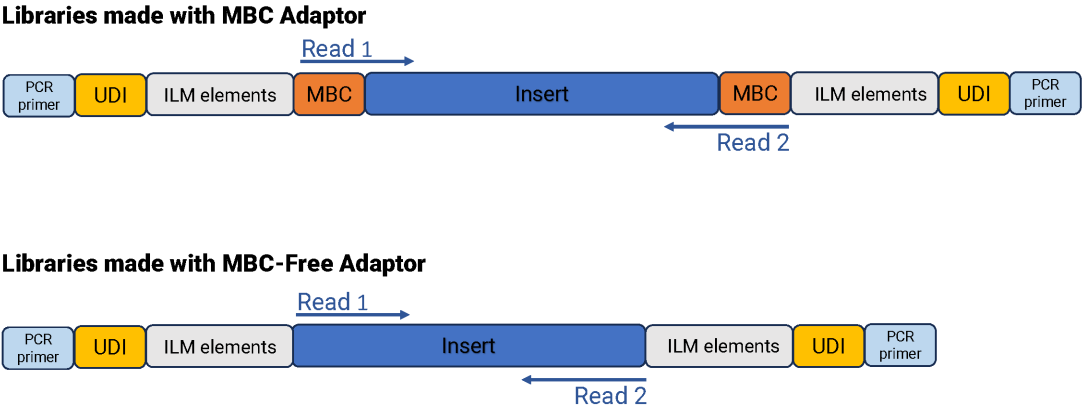 Libraries made with MBC Adaptor
Read 1
PCR primer UDI ILM elements MBC Insert MBC ILM elements UDI PCR primer
Read 2
Libraries made with MBC-Free Adaptor
Read 1
PCR primer UDI ILM elements Insert ILM elements UDI PCR primer
Read 2